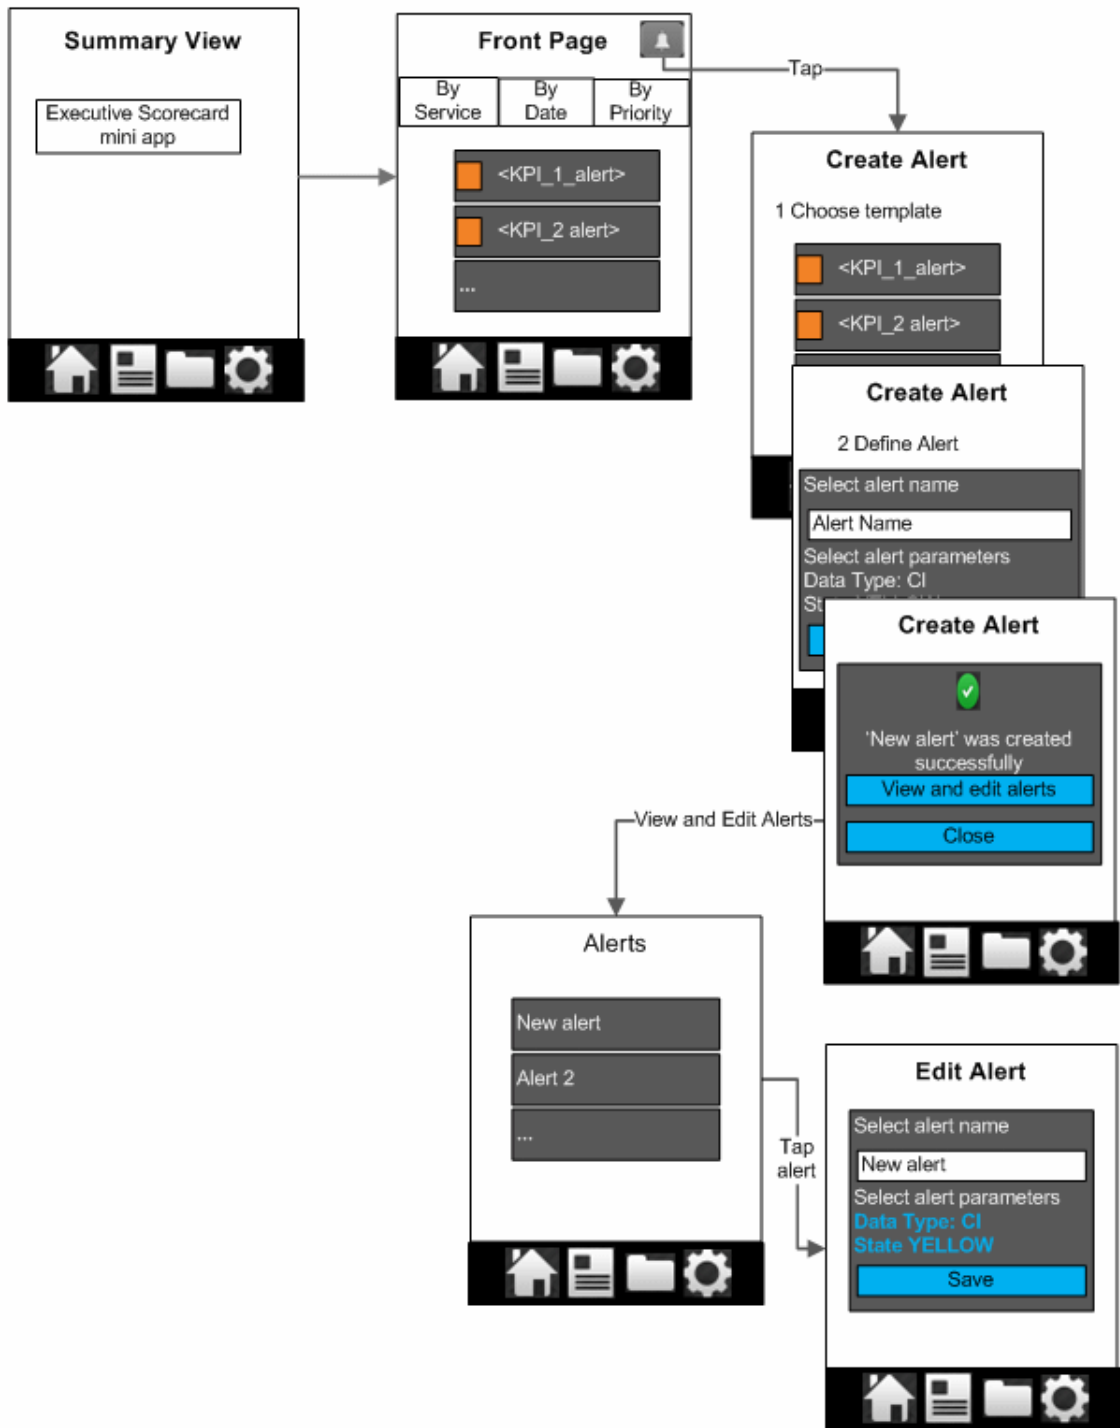 Summary View
Executive Scorecard
mini app
Front Page
By
Service
By
Date
By
Priority
<KPI_1_alert>
<KPI_2 alert>
...
Tap
Create Alert
1 Choose template
<KPI_1_alert>
<KPI_2 alert>
Create Alert
2 Define Alert
Select alert name
Alert Name
Select alert parameters
Data Type: CI
Create Alert
'New alert' was created
successfully
View and edit alerts
Close
View and Edit Alerts
Alerts
New alert
Alert 2
...
Tap
alert
Edit Alert
Select alert name
New alert
Select alert parameters
Data Type: CI
State YELLOW
Save